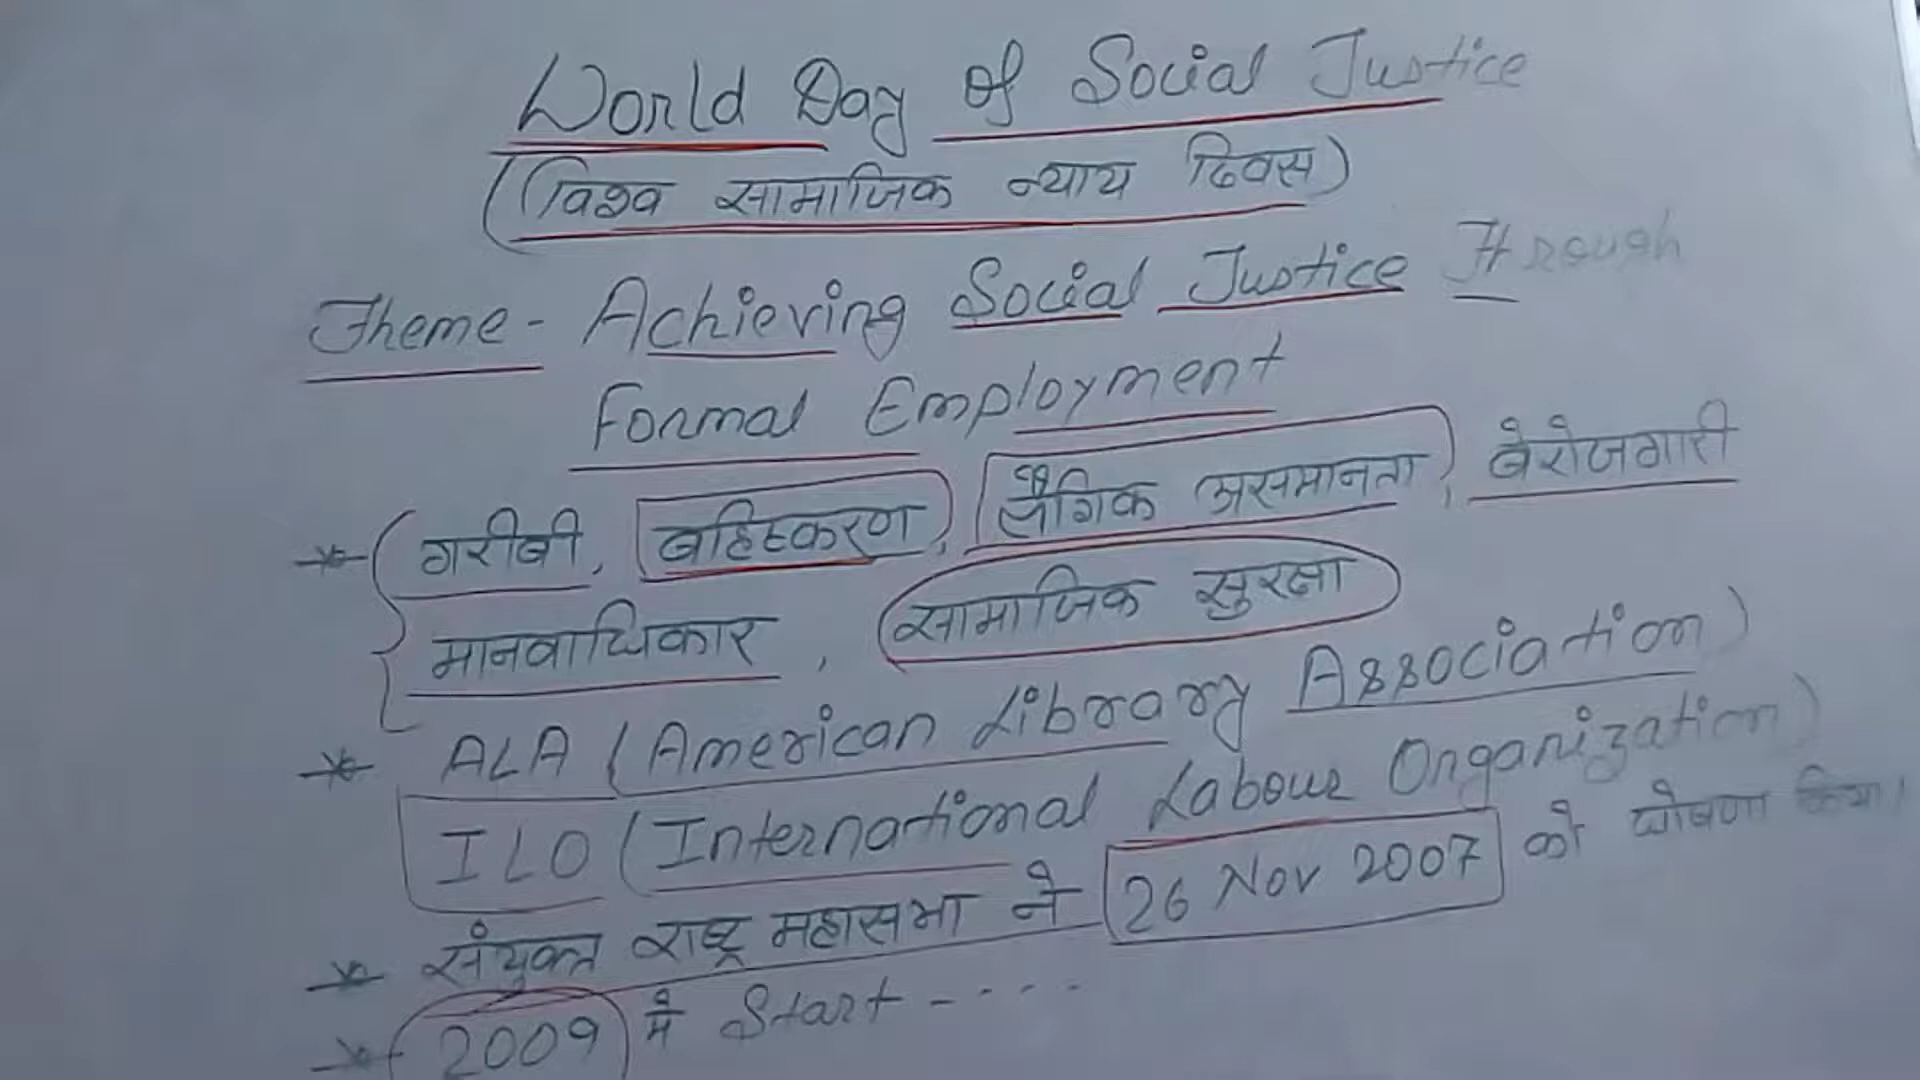 World Day of Social Justice
(विश्व सामाजिक न्याय दिवस)
Theme - Achieving Social Justice Through
Formal Employment
* { गरीबी, बहिष्करण, लैंगिक असमानता, बेरोजगारी
मानवाधिकार, सामाजिक सुरक्षा
* ALA (American Library Association)
ILO (International Labour Organization)
* संयुक्त राष्ट्र महासभा ने 26 Nov 2007 को घोषणा किया।
* 2009 में Start - - - - -